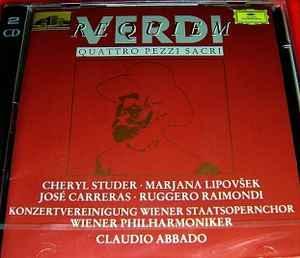 2
CD
VERDI
REQUIEM
QUATTRO PEZZI SACRI
CHERYL STUDER · MARJANA LIPOVŠEK
JOSÉ CARRERAS · RUGGERO RAIMONDI
KONZERTVEREINIGUNG WIENER STAATSOPERNCHOR
WIENER PHILHARMONIKER
CLAUDIO ABBADO